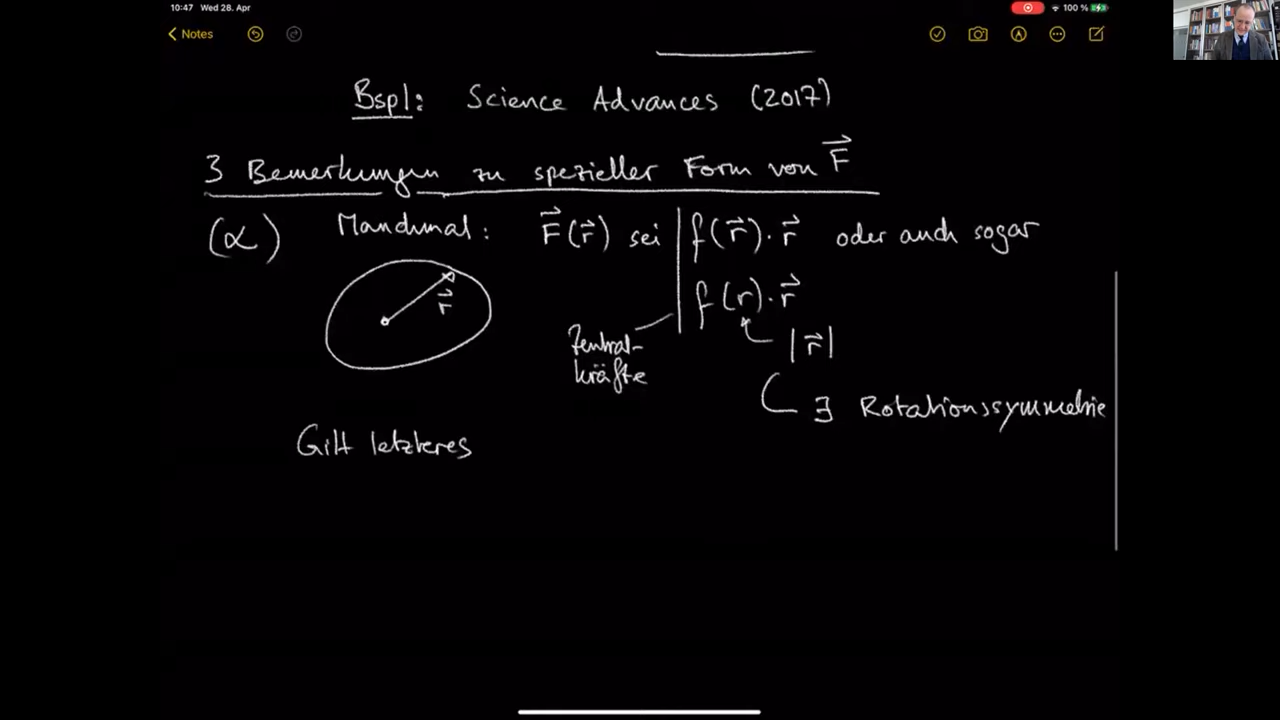 10:47 Wed 28. Apr
100 %
Notes
Bspl: Science Advances (2017)
3 Bemerkungen zu spezieller Form von F⃗
(α) Manchmal: F⃗(r⃗) sei f(r⃗)·r⃗ oder auch sogar
f(r)·r⃗
r⃗
Zentral-
kräfte
|r⃗|
∃ Rotationssymmetrie
Gilt letzteres